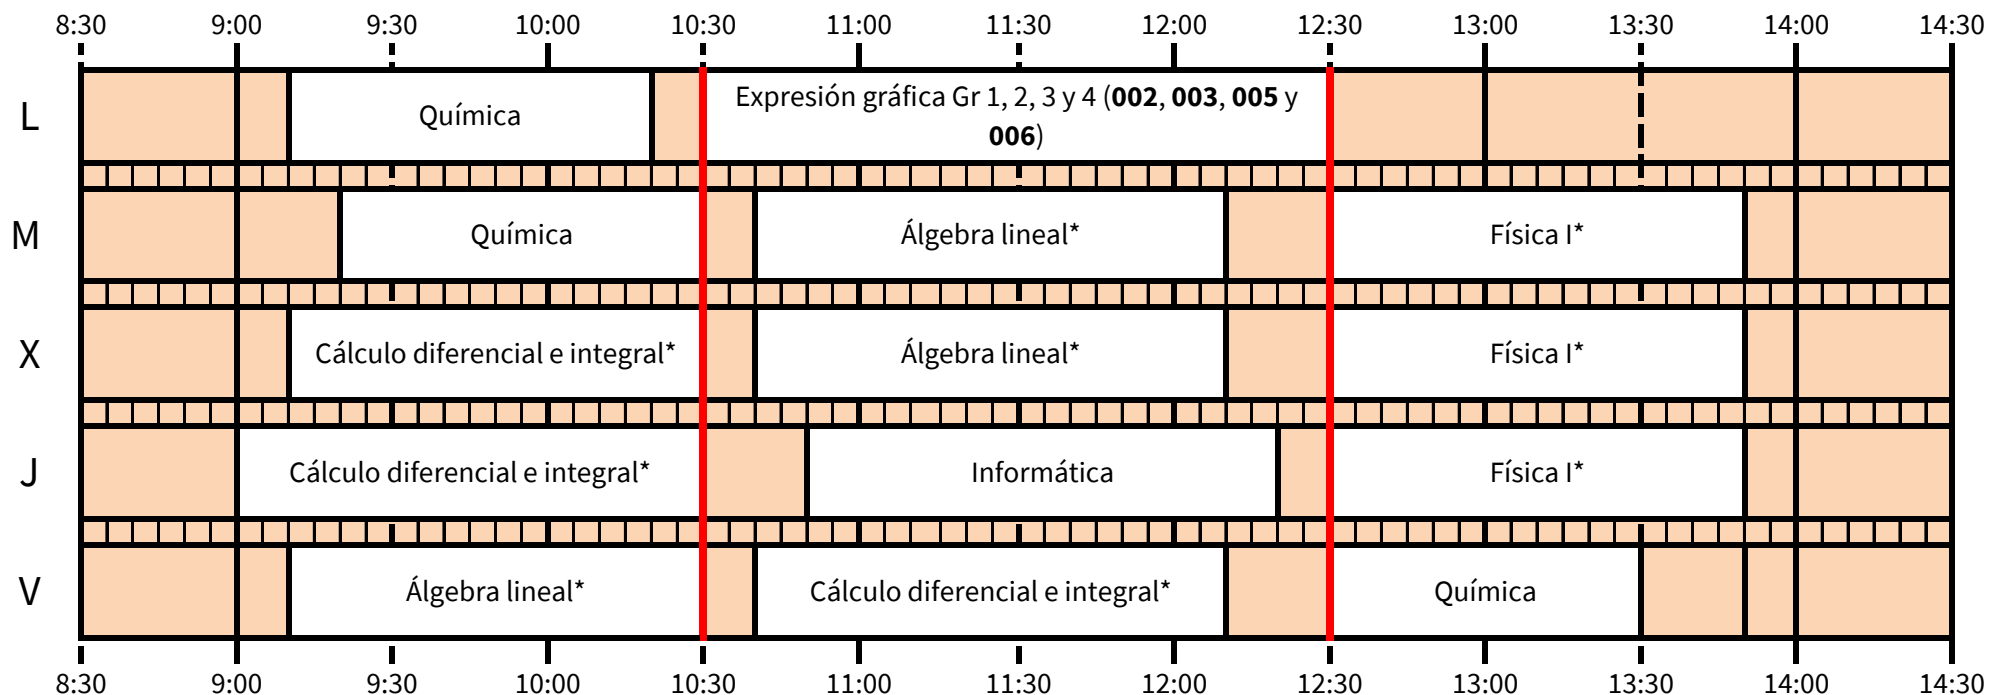 8:30 9:00 9:30 10:00 10:30 11:00 11:30 12:00 12:30 13:00 13:30 14:00 14:30
L Química Expresión gráfica Gr 1, 2, 3 y 4 (002, 003, 005 y
006)
M Química Álgebra lineal* Física I*
X Cálculo diferencial e integral* Álgebra lineal* Física I*
J Cálculo diferencial e integral* Informática Física I*
V Álgebra lineal* Cálculo diferencial e integral* Química
8:30 9:00 9:30 10:00 10:30 11:00 11:30 12:00 12:30 13:00 13:30 14:00 14:30